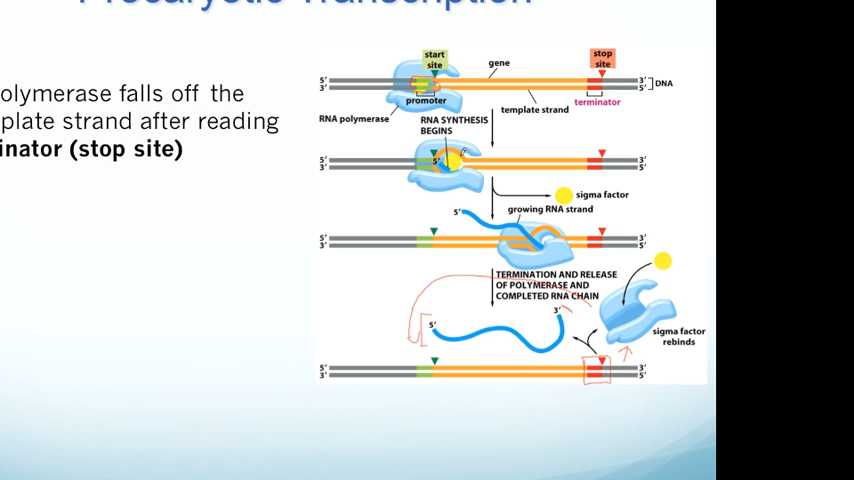 Procaryotic Transcription
olymerase falls off the
plate strand after reading
inator (stop site)
start
site
stop
site
gene
5'
3'
3'
5'
DNA
promoter
terminator
template strand
RNA polymerase
RNA SYNTHESIS
BEGINS
5'
3'
5'
3'
5'
sigma factor
5'
growing RNA strand
5'
3'
3'
5'
TERMINATION AND RELEASE
OF POLYMERASE AND
COMPLETED RNA CHAIN
3'
5'
sigma factor
rebinds
5'
3'
3'
5'